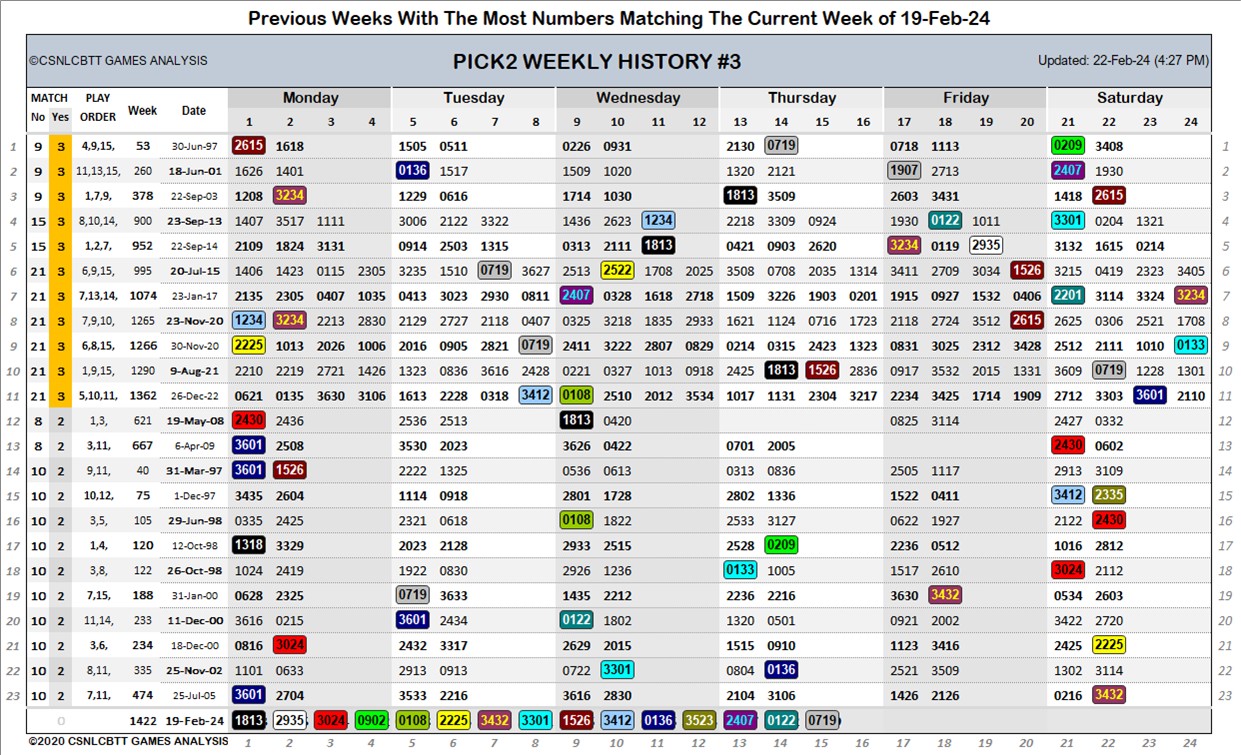 Previous Weeks With The Most Numbers Matching The Current Week of 19-Feb-24
©CSNLCBTT GAMES ANALYSIS PICK2 WEEKLY HISTORY #3 Updated: 22-Feb-24 (4:27 PM)
MATCH PLAY Week Date Monday Tuesday Wednesday Thursday Friday Saturday
No Yes ORDER 1 2 3 4 5 6 7 8 9 10 11 12 13 14 15 16 17 18 19 20 21 22 23 24
1 9 3 4,9,15, 53 30-Jun-97 2615 1618 1505 0511 0226 0931 2130 0719 0718 1113 0209 3408 1
2 9 3 11,13,15, 260 18-Jun-01 1626 1401 0136 1517 1509 1020 1320 2121 1907 2713 2407 1930 2
3 9 3 1,7,9, 378 22-Sep-03 1208 3234 1229 0616 1714 1030 1813 3509 2603 3431 1418 2615 3
4 15 3 8,10,14, 900 23-Sep-13 1407 3517 1111 3006 2122 3322 1436 2623 1234 2218 3309 0924 1930 0122 1011 3301 0204 1321 4
5 15 3 1,2,7, 952 22-Sep-14 2109 1824 3131 0914 2503 1315 0313 2111 1813 0421 0903 2620 3234 0119 2935 3132 1615 0214 5
6 21 3 6,9,15, 995 20-Jul-15 1406 1423 0115 2305 3235 1510 0719 3627 2513 2522 1708 2025 3508 0708 2035 1314 3411 2709 3034 1526 3215 0419 2323 3405 6
7 21 3 7,13,14, 1074 23-Jan-17 2135 2305 0407 1035 0413 3023 2930 0811 2407 0328 1618 2718 1509 3226 1903 0201 1915 0927 1532 0406 2201 3114 3324 3234 7
8 21 3 7,9,10, 1265 23-Nov-20 1234 3234 2213 2830 2129 2727 2118 0407 0325 3218 1835 2933 1421 1124 0716 1723 2118 2724 3512 2615 2625 0306 2521 1708 8
9 21 3 6,8,15, 1266 30-Nov-20 2225 1013 2026 1006 2016 0905 2821 0719 2411 3222 2807 0829 0214 0315 2423 1323 0831 3025 2312 3428 2512 2111 1010 0133 9
10 21 3 1,9,15, 1290 9-Aug-21 2210 2219 2721 1426 1323 0836 3616 2428 0221 0327 1013 0918 2425 1813 1526 2836 0917 3532 2015 1331 3609 0719 1228 1301 10
11 21 3 5,10,11, 1362 26-Dec-22 0621 0135 3630 3106 1613 2228 0318 3412 0108 2510 2012 3534 1017 1131 2304 3217 2234 3425 1714 1909 2712 3303 3601 2110 11
12 8 2 1,3, 621 19-May-08 2430 2436 2536 2513 1813 0420 0825 3114 2427 0332 12
13 8 2 3,11, 667 6-Apr-09 3601 2508 3530 2023 3626 0422 0701 2005 2430 0602 13
14 10 2 9,11, 40 31-Mar-97 3601 1526 2222 1325 0536 0613 0313 0836 2505 1117 2913 3109 14
15 10 2 10,12, 75 1-Dec-97 3435 2604 1114 0918 2801 1728 2802 1336 1522 0411 3412 2335 15
16 10 2 3,5, 105 29-Jun-98 0335 2425 2321 0618 0108 1822 2533 3127 0622 1927 2122 2430 16
17 10 2 1,4, 120 12-Oct-98 1318 3329 2023 2128 2933 2515 2528 0209 2236 0512 1016 2812 17
18 10 2 3,8, 122 26-Oct-98 1024 2419 1922 0830 2926 1236 0133 1005 1517 2610 3024 2112 18
19 10 2 7,15, 188 31-Jan-00 0628 2325 0719 3633 1435 2212 2236 2216 3630 3432 0534 2603 19
20 10 2 11,14, 233 11-Dec-00 3616 0215 3601 2434 0122 1802 1320 0501 0921 2002 3422 2720 20
21 10 2 3,6, 234 18-Dec-00 0816 3024 2432 3317 2629 2015 1515 0910 1123 3416 2425 2225 21
22 10 2 8,11, 335 25-Nov-02 1101 0633 2913 0913 0722 3301 0804 0136 2521 3509 1302 3114 22
23 10 2 7,11, 474 25-Jul-05 3601 2704 3533 2216 3616 2830 2104 3106 1426 2126 0216 3432 23
0 1422 19-Feb-24 1813 2935 3024 0902 0108 2225 3432 3301 1526 3412 0136 3523 2407 0122 0719
©2020 CSNLCBTT GAMES ANALYSIS 1 2 3 4 5 6 7 8 9 10 11 12 13 14 15 16 17 18 19 20 21 22 23 24